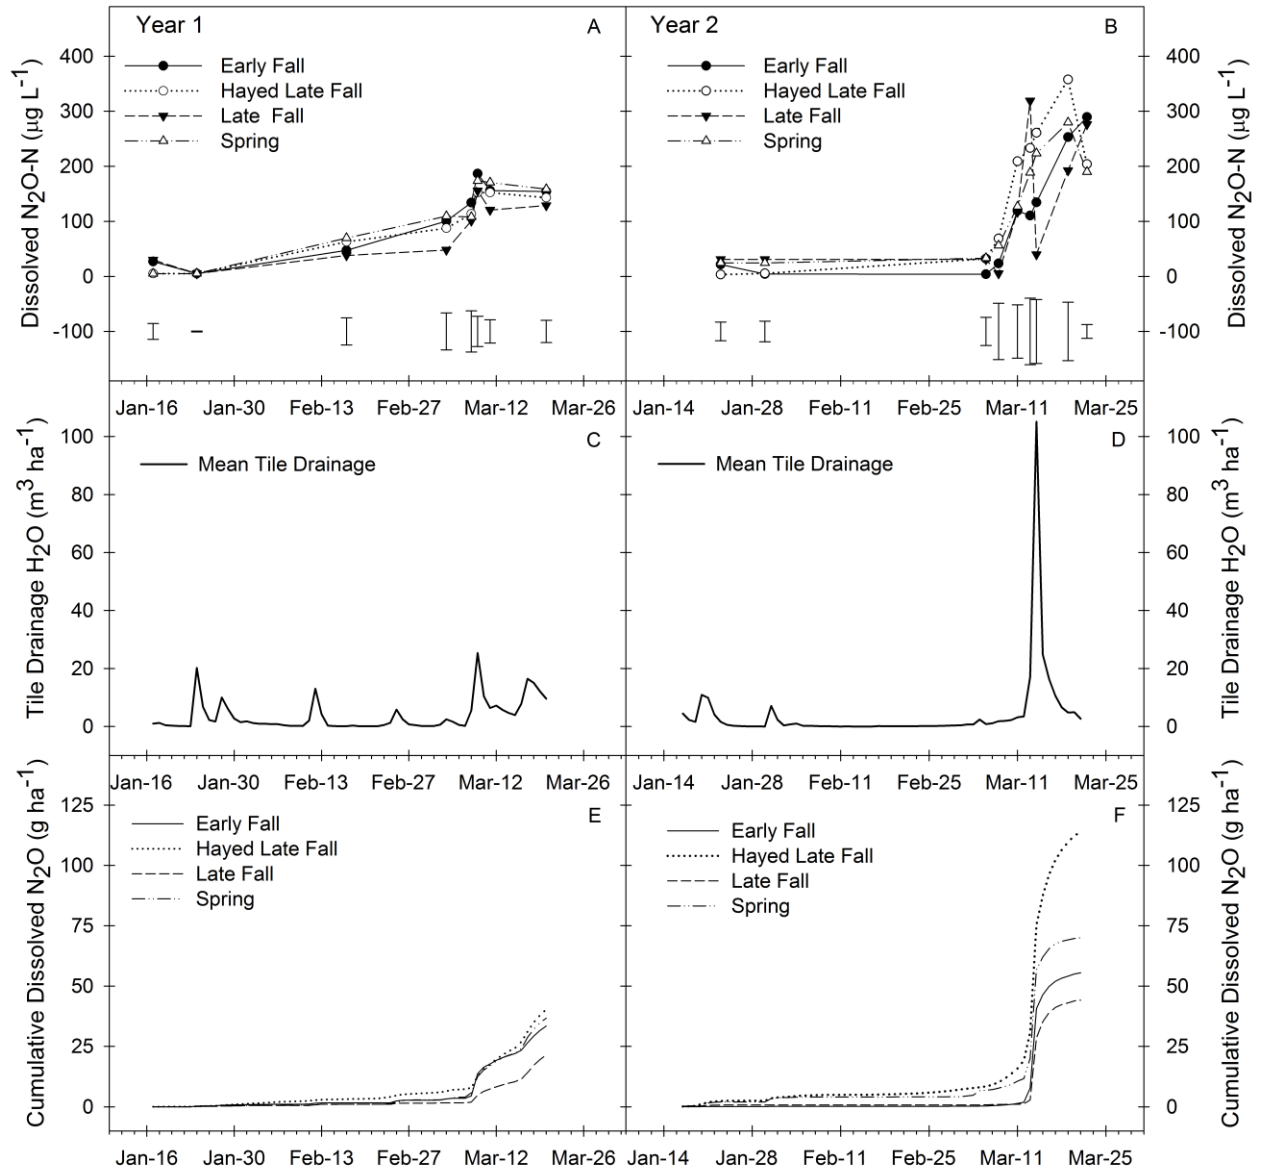 Year 1
A
Early Fall
Hayed Late Fall
Late Fall
Spring
Dissolved N2O-N (µg L-1)
400
300
200
100
0
-100
Jan-16 Jan-30 Feb-13 Feb-27 Mar-12 Mar-26
Year 2
B
Early Fall
Hayed Late Fall
Late Fall
Spring
400
300
200
100
0
-100
Dissolved N2O-N (µg L-1)
Jan-14 Jan-28 Feb-11 Feb-25 Mar-11 Mar-25
C
Mean Tile Drainage
Tile Drainage H2O (m3 ha-1)
100
80
60
40
20
0
Jan-16 Jan-30 Feb-13 Feb-27 Mar-12 Mar-26
D
Mean Tile Drainage
100
80
60
40
20
0
Tile Drainage H2O (m3 ha-1)
Jan-14 Jan-28 Feb-11 Feb-25 Mar-11 Mar-25
E
Early Fall
Hayed Late Fall
Late Fall
Spring
Cumulative Dissolved N2O (g ha-1)
125
100
75
50
25
0
Jan-16 Jan-30 Feb-13 Feb-27 Mar-12 Mar-26
F
Early Fall
Hayed Late Fall
Late Fall
Spring
125
100
75
50
25
0
Cumulative Dissolved N2O (g ha-1)
Jan-14 Jan-28 Feb-11 Feb-25 Mar-11 Mar-25